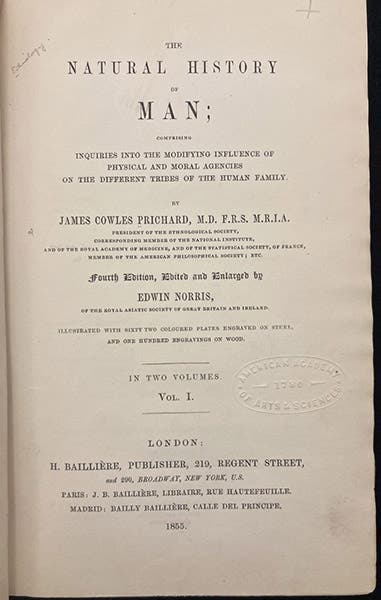 THE
NATURAL HISTORY
OF
MAN;
COMPRISING
INQUIRIES INTO THE MODIFYING INFLUENCE OF
PHYSICAL AND MORAL AGENCIES
ON THE DIFFERENT TRIBES OF THE HUMAN FAMILY.
BY
JAMES COWLES PRICHARD, M.D. F.R.S. M.R.I.A.
PRESIDENT OF THE ETHNOLOGICAL SOCIETY,
CORRESPONDING MEMBER OF THE NATIONAL INSTITUTE,
AND OF THE ROYAL ACADEMY OF MEDICINE, AND OF THE STATISTICAL SOCIETY, OF FRANCE,
MEMBER OF THE AMERICAN PHILOSOPHICAL SOCIETY; ETC.
Fourth Edition, Edited and Enlarged by
EDWIN NORRIS,
OF THE ROYAL ASIATIC SOCIETY OF GREAT BRITAIN AND IRELAND.
ILLUSTRATED WITH SIXTY TWO COLOURED PLATES ENGRAVED ON STEEL,
AND ONE HUNDRED ENGRAVINGS ON WOOD.
IN TWO VOLUMES.
VOL. I.
AMERICAN ACADEMY
1780
OF ARTS & SCIENCES
LONDON:
H. BAILLIÈRE, PUBLISHER, 219, REGENT STREET,
and 290, BROADWAY, NEW YORK, U.S.
PARIS: J. B. BAILLIÈRE, LIBRAIRE, RUE HAUTEFEUILLE.
MADRID: BAILLY BAILLIÈRE, CALLE DEL PRINCIPE.
1855.